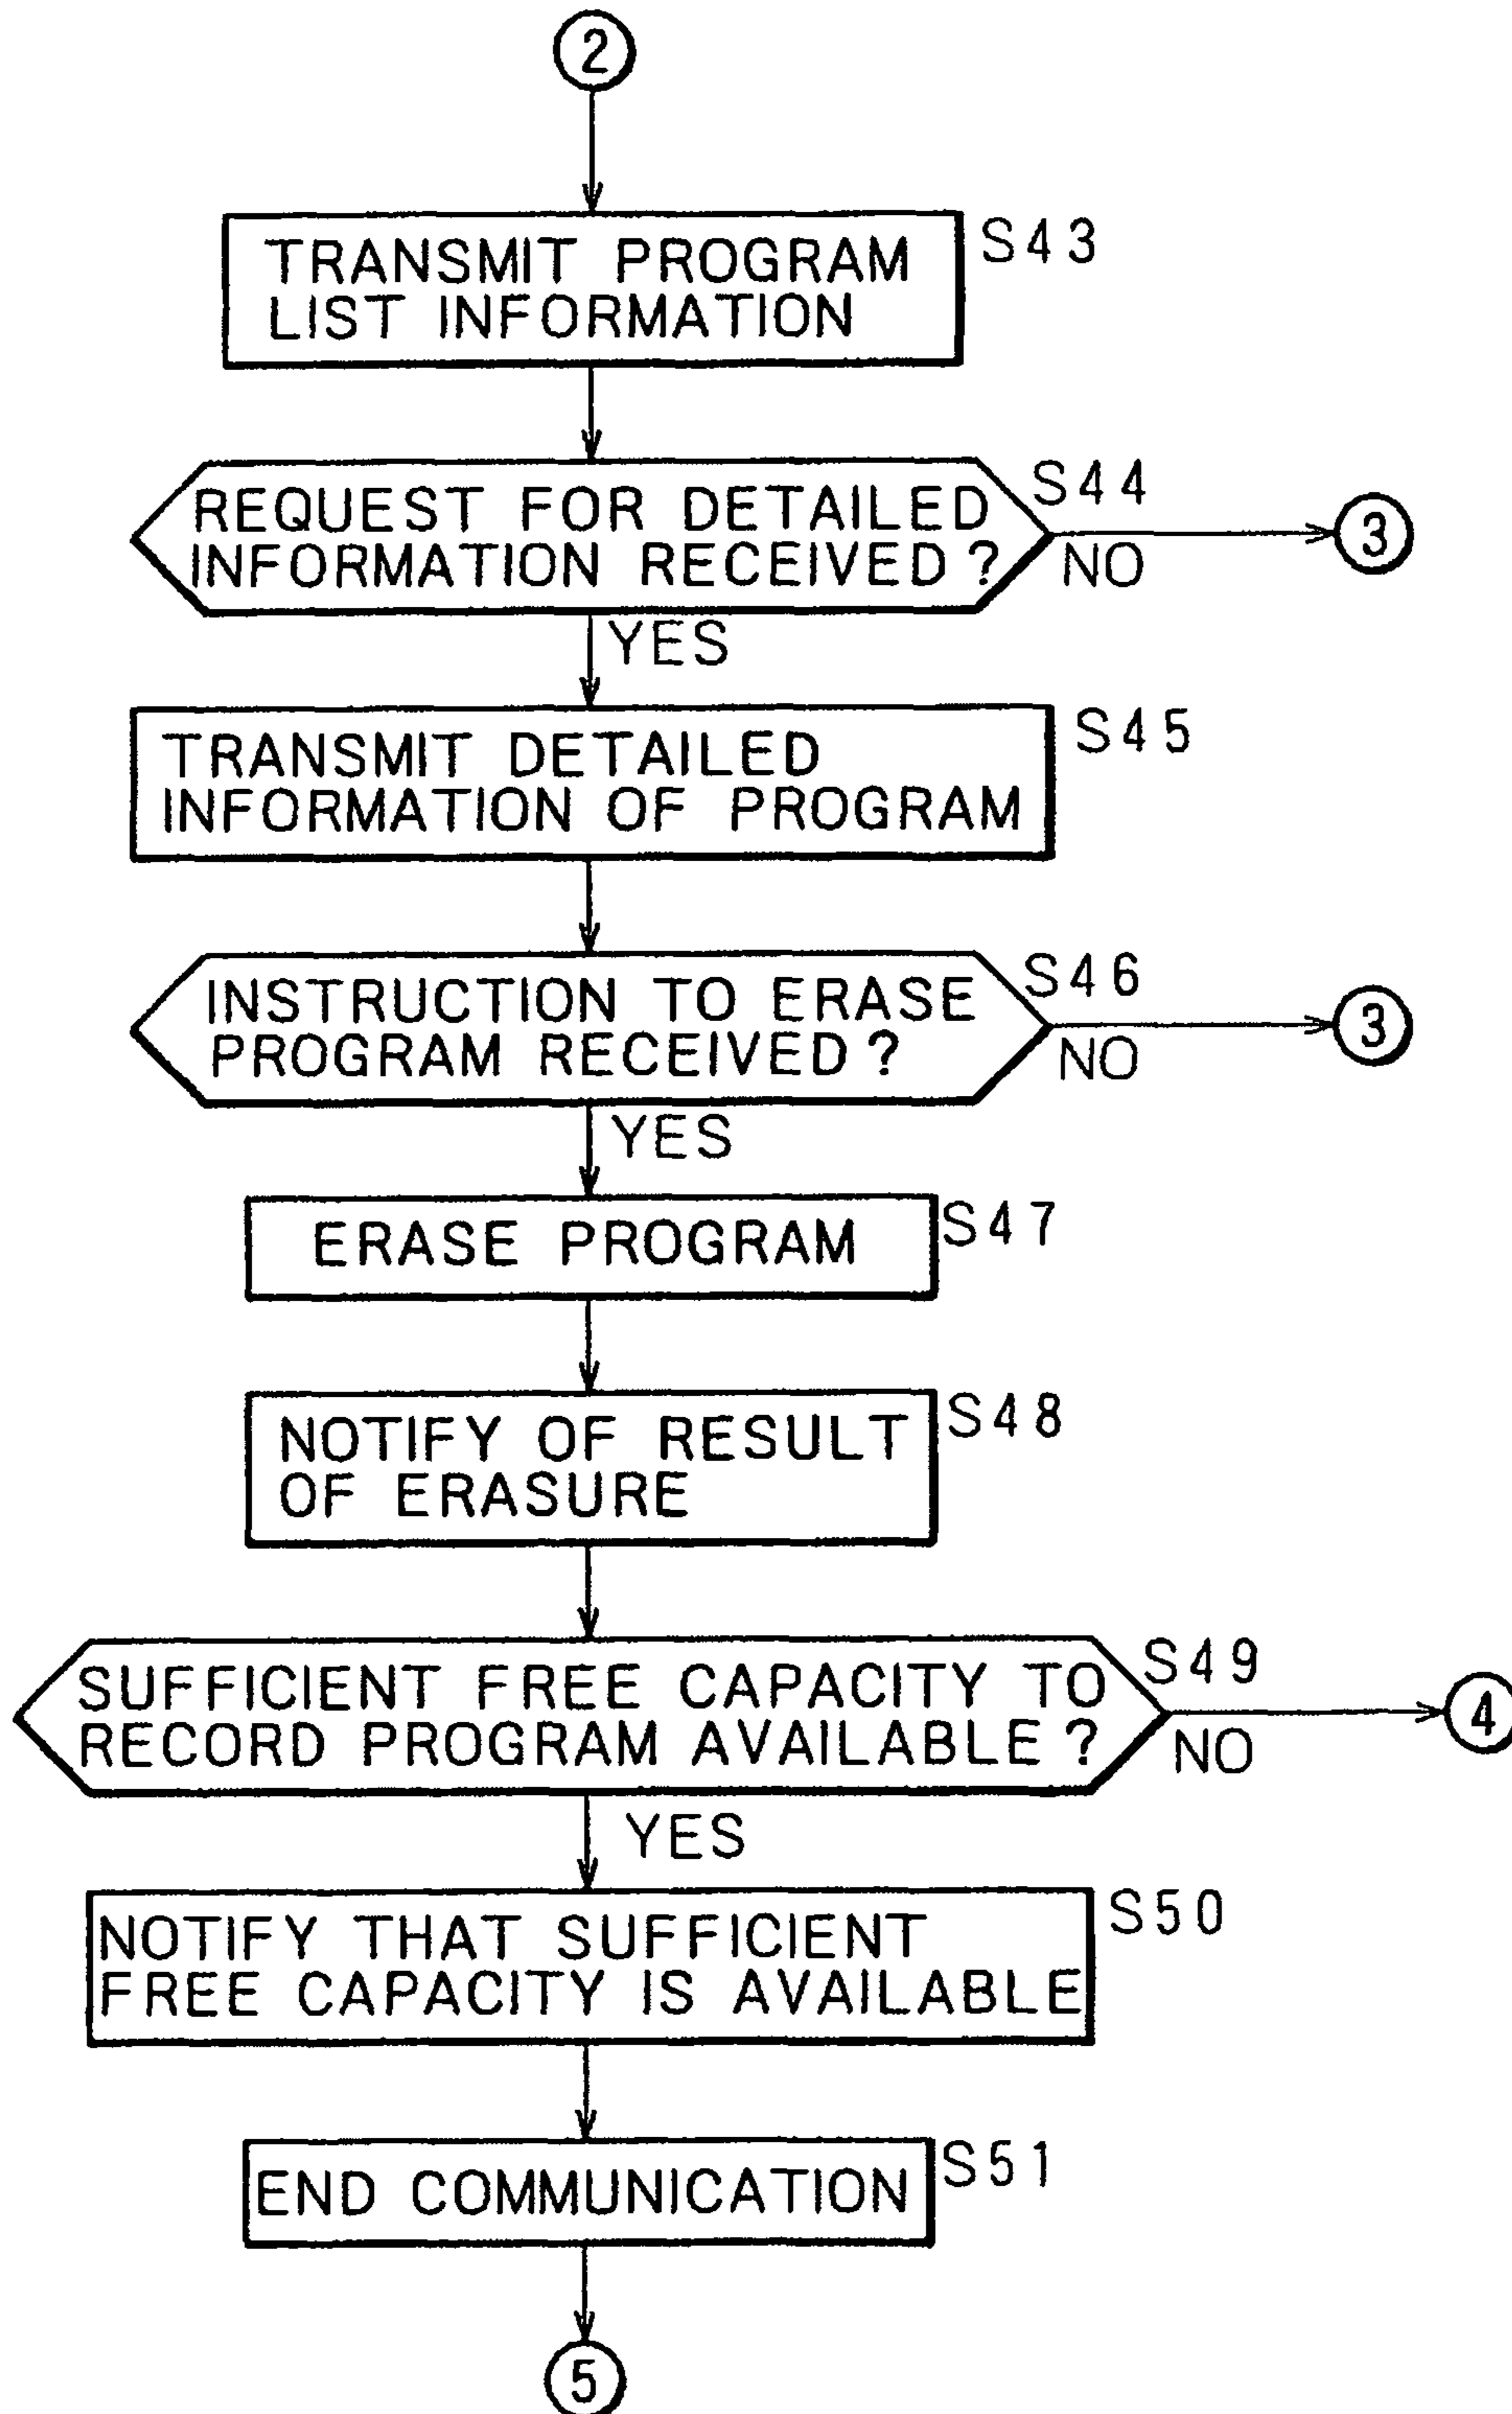 2
TRANSMIT PROGRAM
LIST INFORMATION
S43
REQUEST FOR DETAILED
INFORMATION RECEIVED?
S44
NO
3
YES
TRANSMIT DETAILED
INFORMATION OF PROGRAM
S45
INSTRUCTION TO ERASE
PROGRAM RECEIVED?
S46
NO
3
YES
ERASE PROGRAM
S47
NOTIFY OF RESULT
OF ERASURE
S48
SUFFICIENT FREE CAPACITY TO
RECORD PROGRAM AVAILABLE?
S49
NO
4
YES
NOTIFY THAT SUFFICIENT
FREE CAPACITY IS AVAILABLE
S50
END COMMUNICATION
S51
5